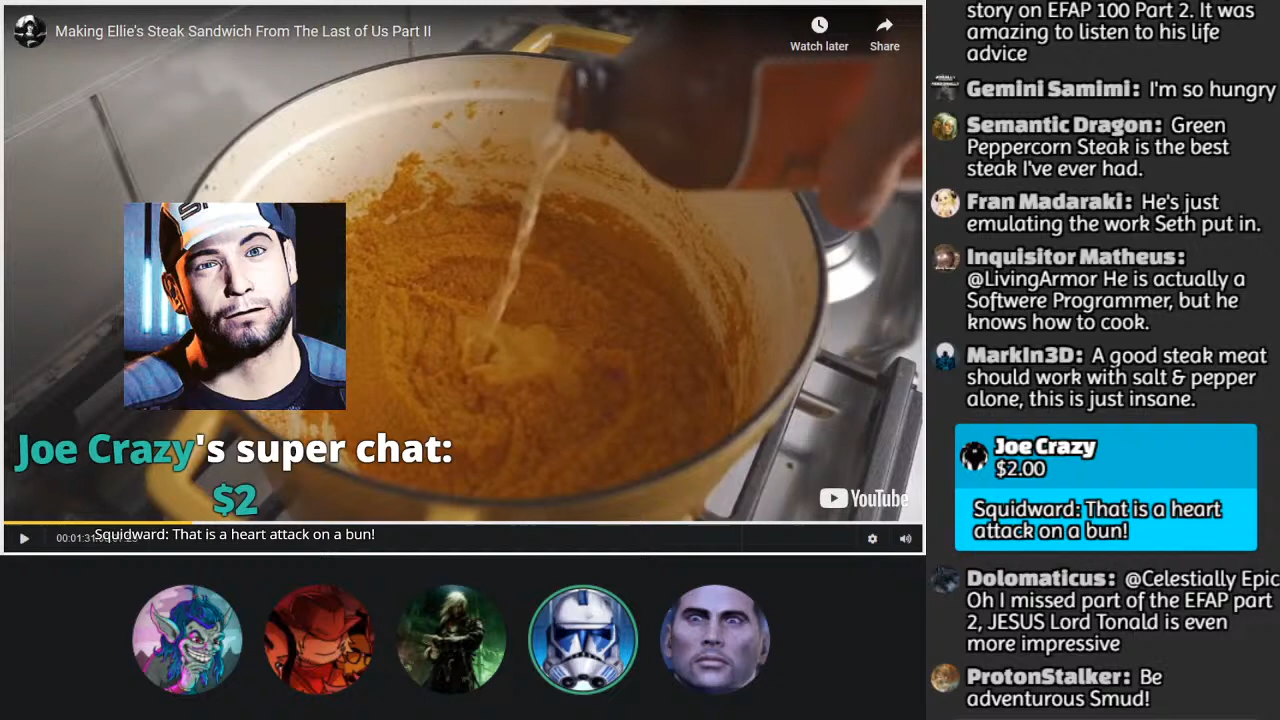 Making Ellie's Steak Sandwich From The Last of Us Part II
Watch later
Share
Joe Crazy's super chat:
$2
YouTube
Squidward: That is a heart attack on a bun!
story on EFAP 100 Part 2. It was
amazing to listen to his life
advice
Gemini Samimi: I'm so hungry
Semantic Dragon: Green
Peppercorn Steak is the best
steak I've ever had.
Fran Madaraki: He's just
emulating the work Seth put in.
Inquisitor Matheus:
@LivingArmor He is actually a
Softwere Programmer, but he
knows how to cook.
MarkIn3D: A good steak meat
should work with salt & pepper
alone, this is just insane.
Joe Crazy
$2.00
Squidward: That is a heart
attack on a bun!
Dolomaticus: @Celestially Epic
Oh I missed part of the EFAP part
2, JESUS Lord Tonald is even
more impressive
ProtonStalker: Be
adventurous Smud!